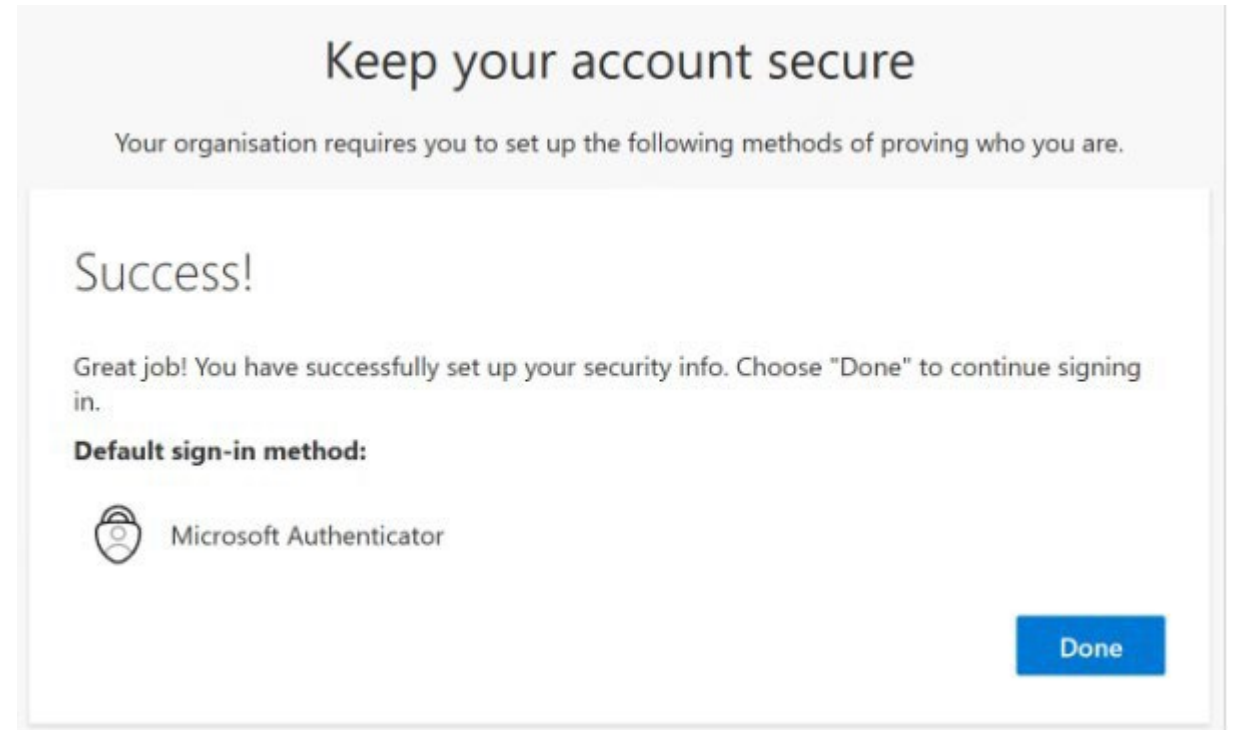 Keep your account secure
Your organisation requires you to set up the following methods of proving who you are.
Success!
Great job! You have successfully set up your security info. Choose "Done" to continue signing
in.
Default sign-in method:
Microsoft Authenticator
Done